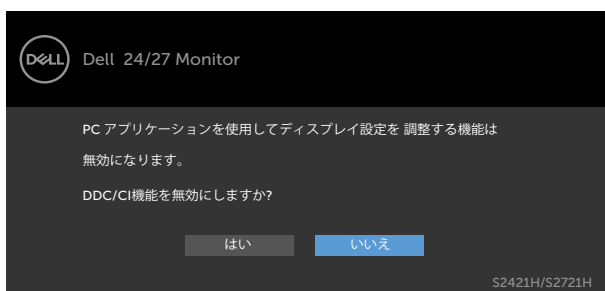 DELL
Dell 24/27 Monitor
PC アプリケーションを使用してディスプレイ設定を 調整する機能は
無効になります。
DDC/CI機能を無効にしますか?
はい
いいえ
S2421H/S2721H